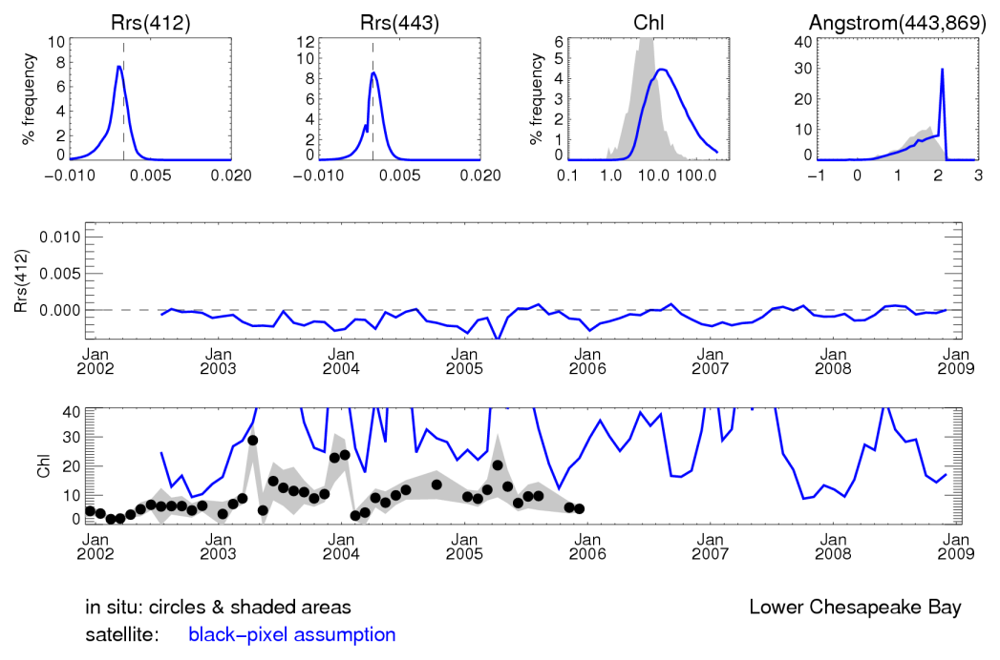 Rrs(412)
Rrs(443)
Chl
Angstrom(443,869)
% frequency
10
8
6
4
2
0
−0.010 0.005 0.020
% frequency
12
10
8
6
4
2
0
−0.010 0.005 0.020
% frequency
6
5
4
3
2
1
0
0.1 1.0 10.0 100.0
40
30
20
10
0
−1 0 1 2 3
Rrs(412)
0.010
0.005
0.000
Jan Jan Jan Jan Jan Jan Jan Jan
2002 2003 2004 2005 2006 2007 2008 2009
Chl
40
30
20
10
0
Jan Jan Jan Jan Jan Jan Jan Jan
2002 2003 2004 2005 2006 2007 2008 2009
in situ: circles & shaded areas
Lower Chesapeake Bay
satellite: black−pixel assumption